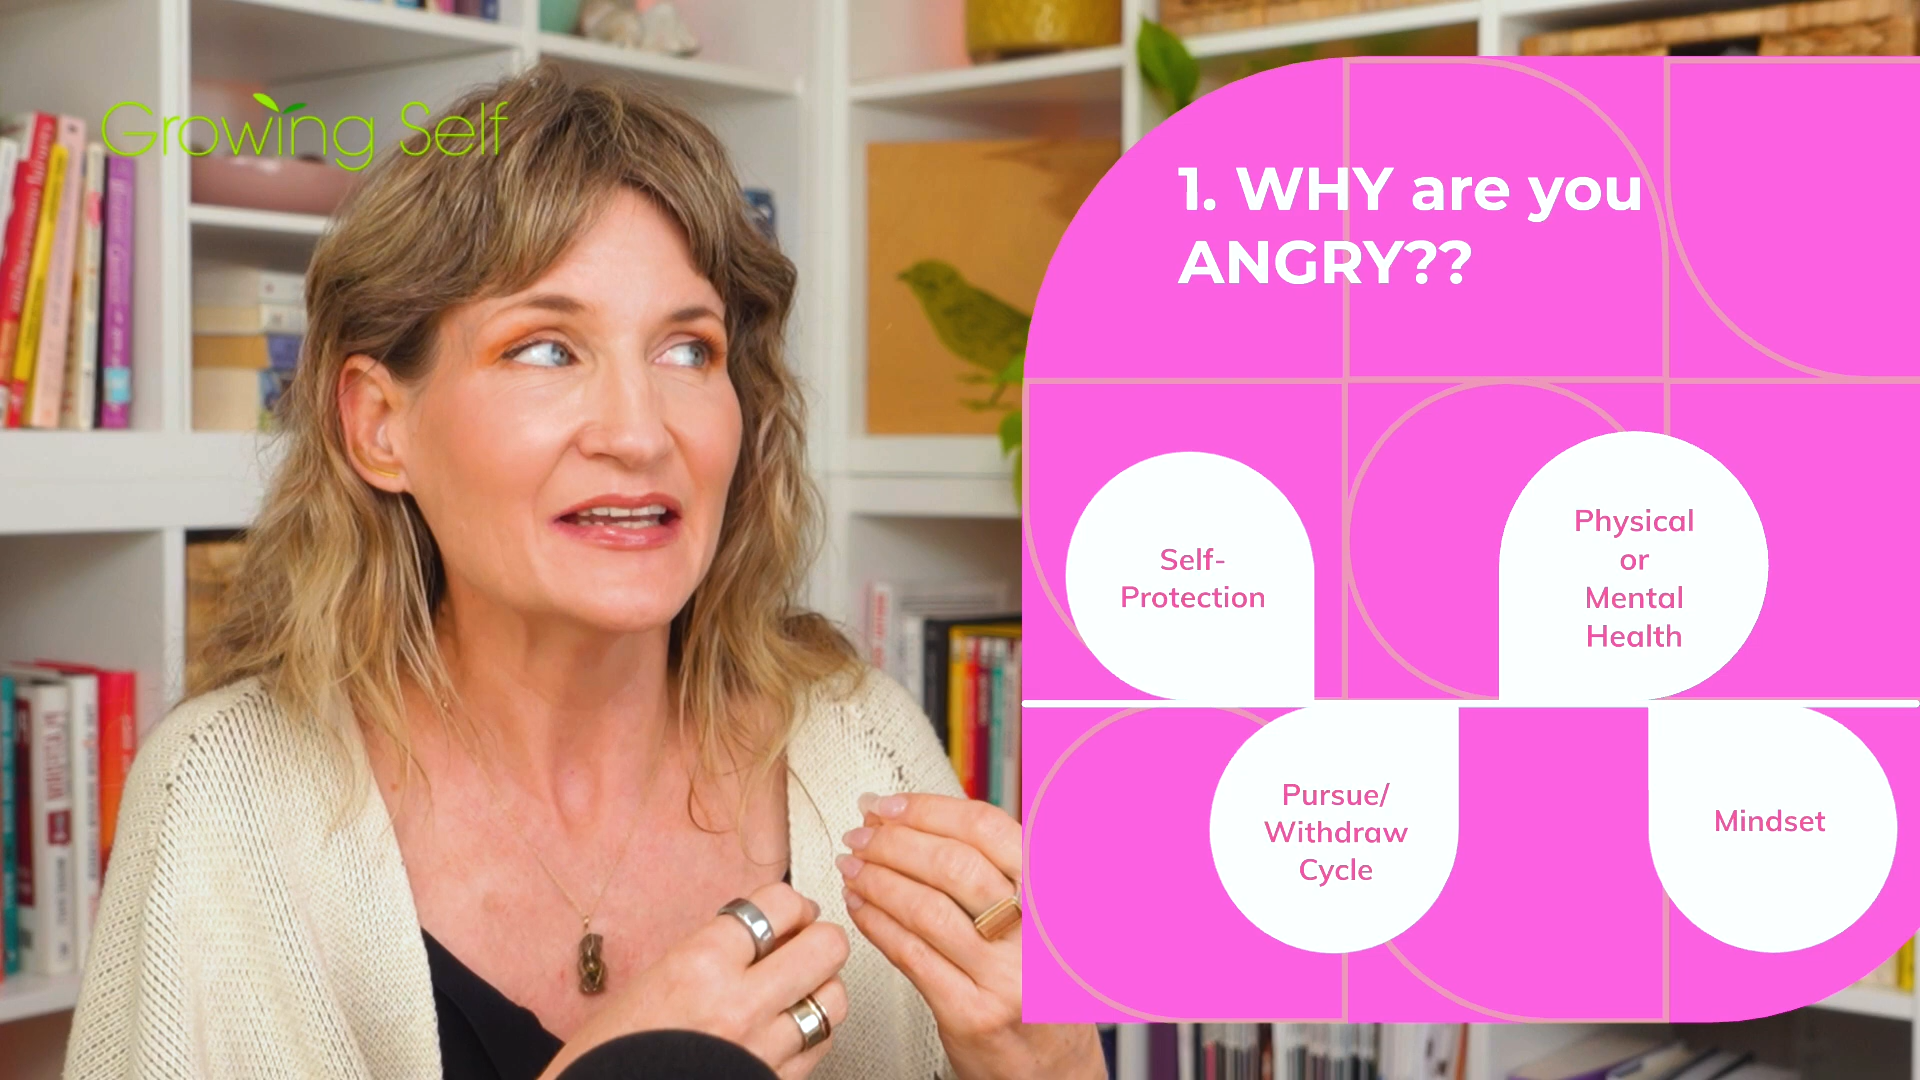 Growing Self
1. WHY are you
ANGRY??
Self-
Protection
Physical
or
Mental
Health
Pursue/
Withdraw
Cycle
Mindset